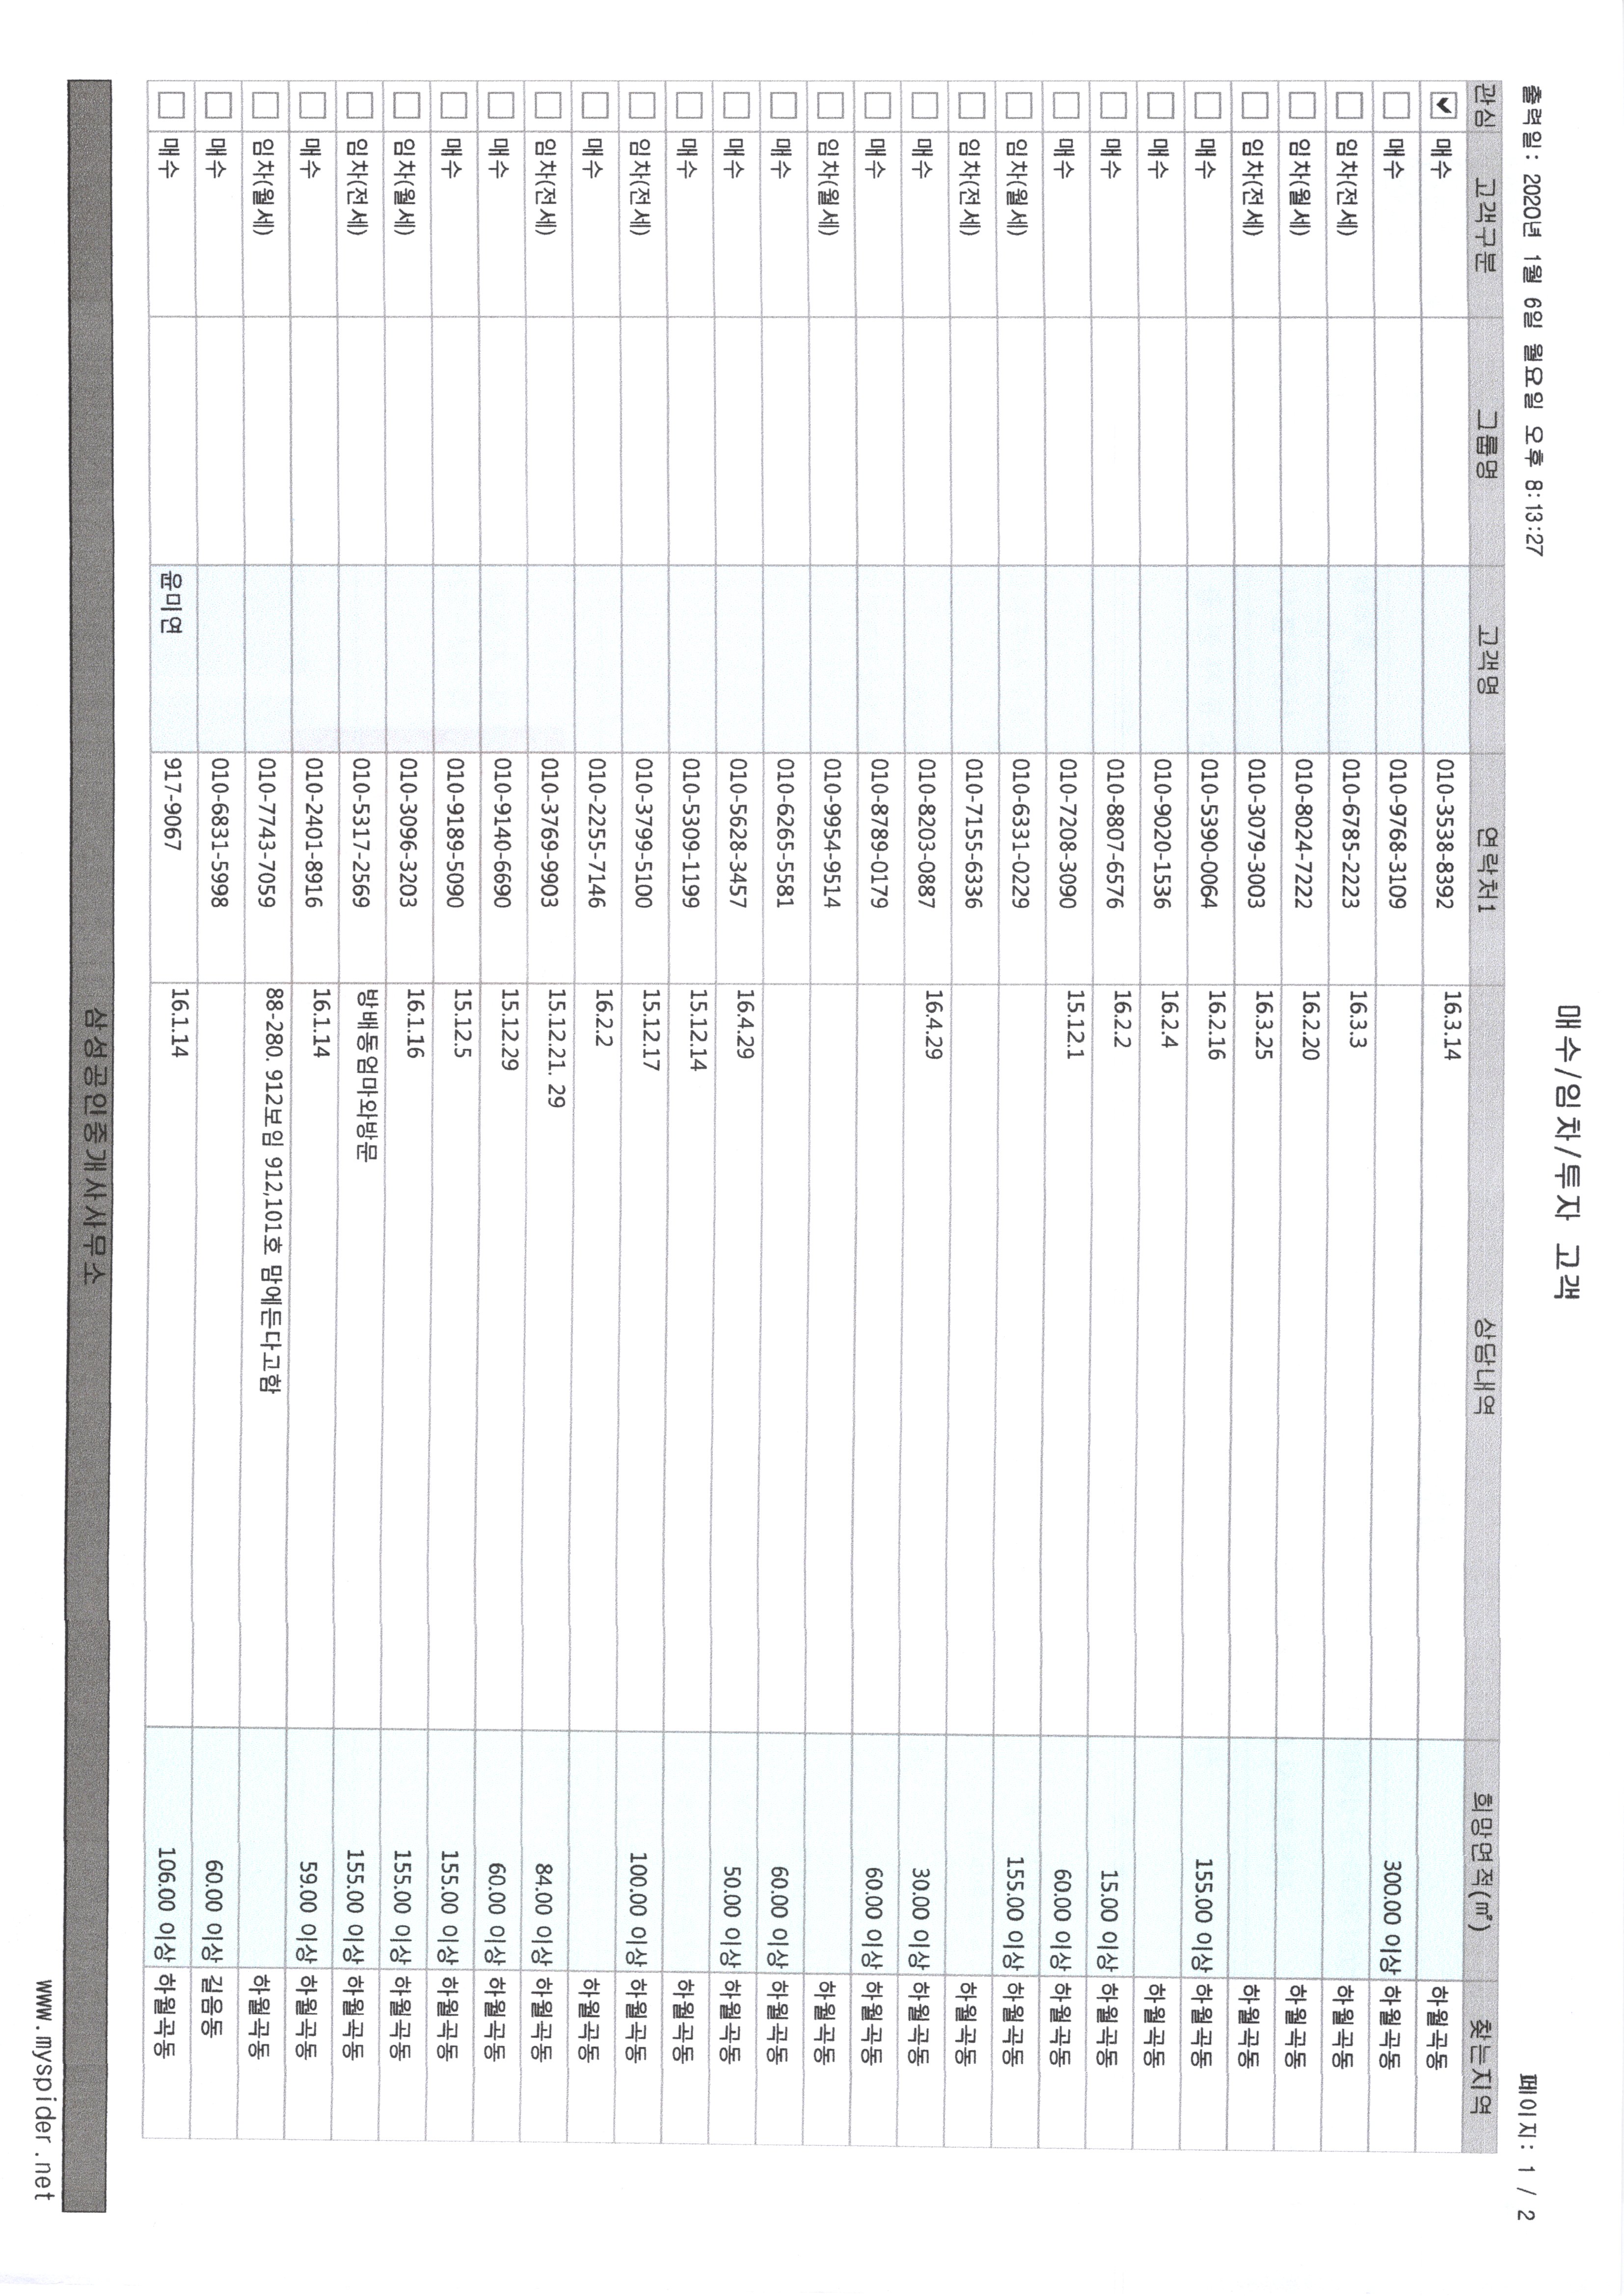 매수/임차/투자 고객
출력일: 2020년 1월 6일 월요일 오후 8:13:27
페이지: 1 / 2
관심 고객구분 그룹명 고객명 연락처1 상담내역 희망면적(㎡) 찾는지역
매수 010-3538-8392 16.3.14 하월곡동
매수 010-9768-3109 300.00 이상 하월곡동
임차(전세) 010-6785-2223 16.3.3 하월곡동
임차(월세) 010-8024-7222 16.2.20 하월곡동
임차(전세) 010-3079-3003 16.3.25 하월곡동
매수 010-5390-0064 16.2.16 155.00 이상 하월곡동
매수 010-9020-1536 16.2.4 하월곡동
매수 010-8807-6576 16.2.2 15.00 이상 하월곡동
매수 010-7208-3090 15.12.1 60.00 이상 하월곡동
임차(월세) 010-6331-0229 155.00 이상 하월곡동
임차(전세) 010-7155-6336 하월곡동
매수 010-8203-0887 16.4.29 30.00 이상 하월곡동
매수 010-8789-0179 60.00 이상 하월곡동
임차(월세) 010-9954-9514 하월곡동
매수 010-6265-5581 60.00 이상 하월곡동
매수 010-5628-3457 16.4.29 50.00 이상 하월곡동
매수 010-5309-1199 15.12.14 하월곡동
임차(전세) 010-3799-5100 15.12.17 100.00 이상 하월곡동
매수 010-2255-7146 16.2.2 하월곡동
임차(전세) 010-3769-9903 15.12.21. 29 84.00 이상 하월곡동
매수 010-9140-6690 15.12.29 60.00 이상 하월곡동
매수 010-9189-5090 15.12.5 155.00 이상 하월곡동
임차(월세) 010-3096-3203 16.1.16 155.00 이상 하월곡동
임차(전세) 010-5317-2569 방배동엄마와방문 155.00 이상 하월곡동
매수 010-2401-8916 16.1.14 59.00 이상 하월곡동
임차(월세) 010-7743-7059 88-280. 912보임 912,101호 맘에든다고함 하월곡동
매수 010-6831-5998 60.00 이상 길음동
매수 윤미연 917-9067 16.1.14 106.00 이상 하월곡동
삼성공인중개사사무소
www.myspider.net